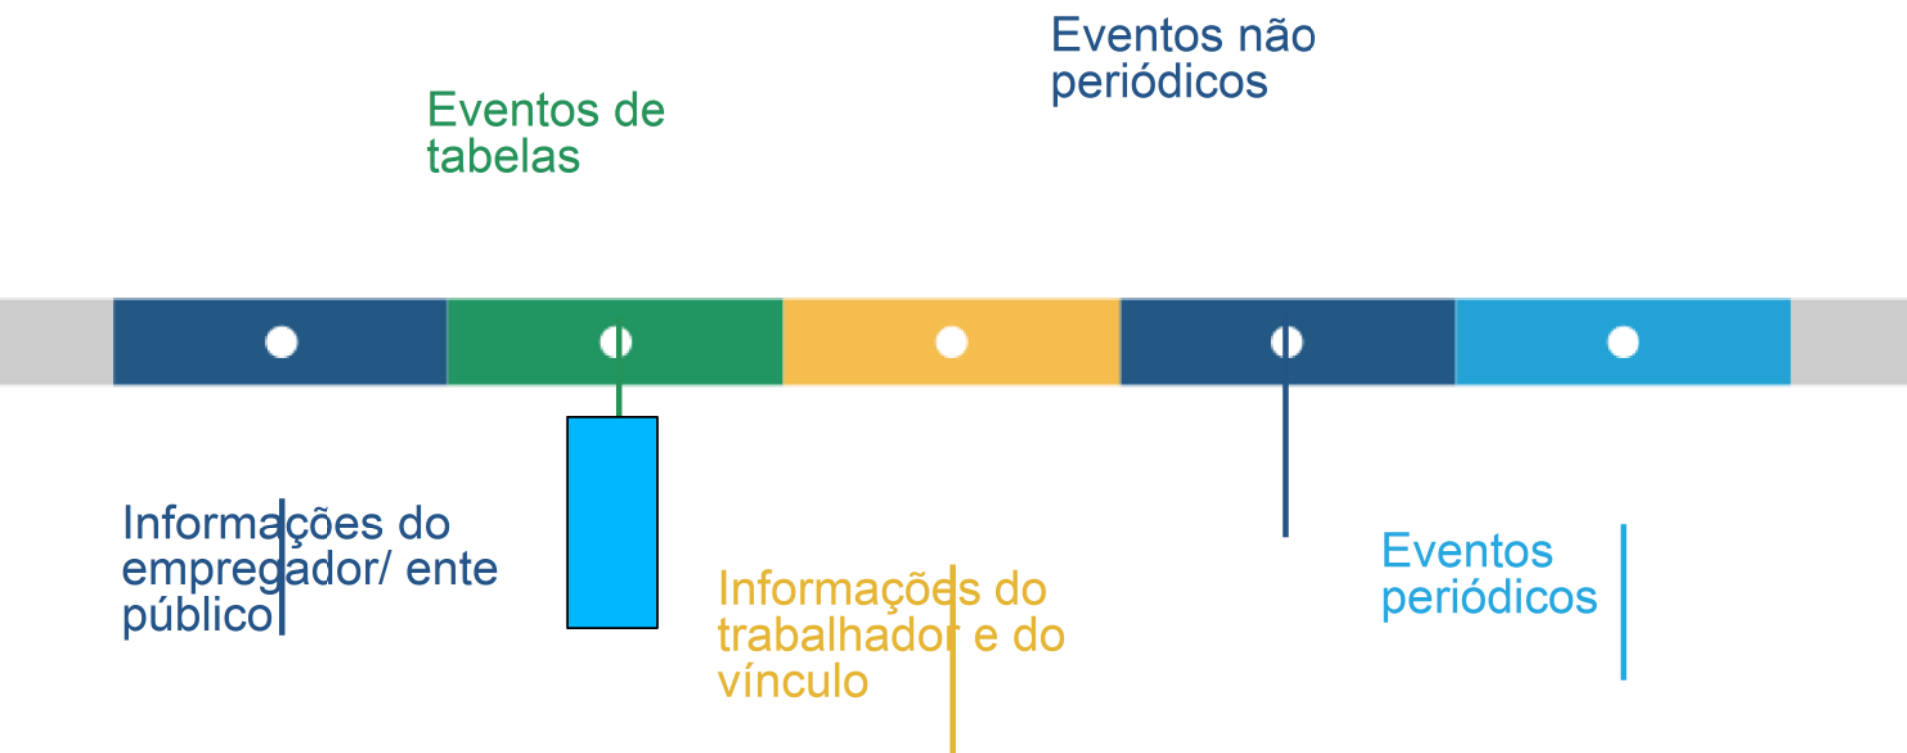 Eventos não
periódicos
Eventos de
tabelas
Informações do
empregador/ ente
público
Informações do
trabalhador e do
vínculo
Eventos
periódicos